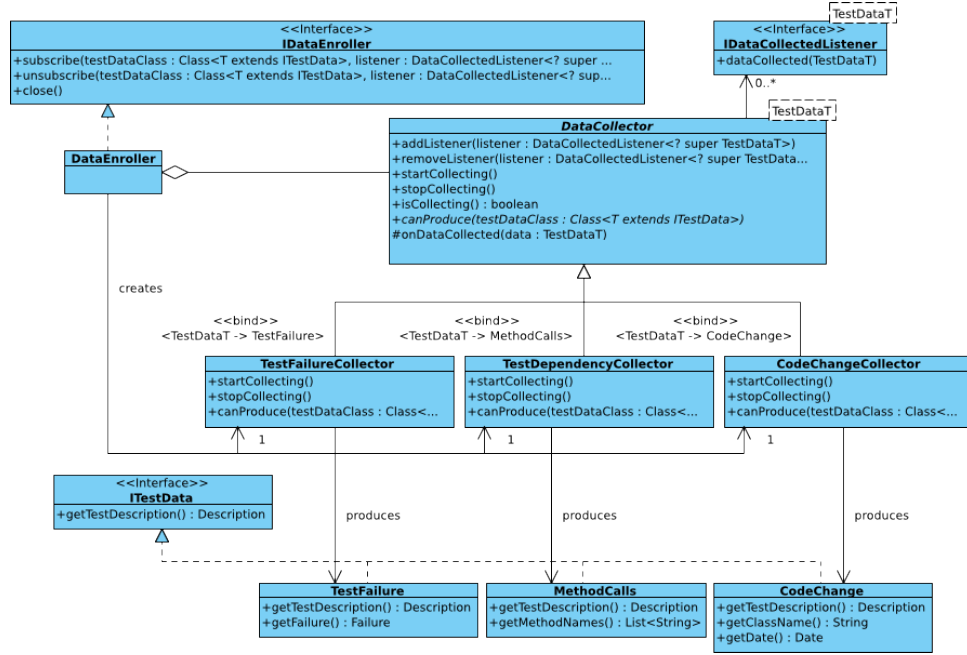 TestDataT
<<Interface>>
IDataEnroller
+subscribe(testDataClass : Class<T extends ITestData>, listener : DataCollectedListener<? super ...
+unsubscribe(testDataClass : Class<T extends ITestData>, listener : DataCollectedListener<? sup...
+close()
<<Interface>>
IDataCollectedListener
+dataCollected(TestDataT)
0..*
TestDataT
DataCollector
+addListener(listener : DataCollectedListener<? super TestDataT>)
+removeListener(listener : DataCollectedListener<? super TestData...
+startCollecting()
+stopCollecting()
+isCollecting() : boolean
+canProduce(testDataClass : Class<T extends ITestData>)
#onDataCollected(data : TestDataT)
DataEnroller
creates
<<bind>>
<TestDataT -> TestFailure>
<<bind>>
<TestDataT -> MethodCalls>
<<bind>>
<TestDataT -> CodeChange>
TestFailureCollector
+startCollecting()
+stopCollecting()
+canProduce(testDataClass : Class<...
TestDependencyCollector
+startCollecting()
+stopCollecting()
+canProduce(testDataClass : Class<...
CodeChangeCollector
+startCollecting()
+stopCollecting()
+canProduce(testDataClass : Class<...
1
1
1
<<Interface>>
ITestData
+getTestDescription() : Description
produces
produces
produces
TestFailure
+getTestDescription() : Description
+getFailure() : Failure
MethodCalls
+getTestDescription() : Description
+getMethodNames() : List<String>
CodeChange
+getTestDescription() : Description
+getClassName() : String
+getDate() : Date